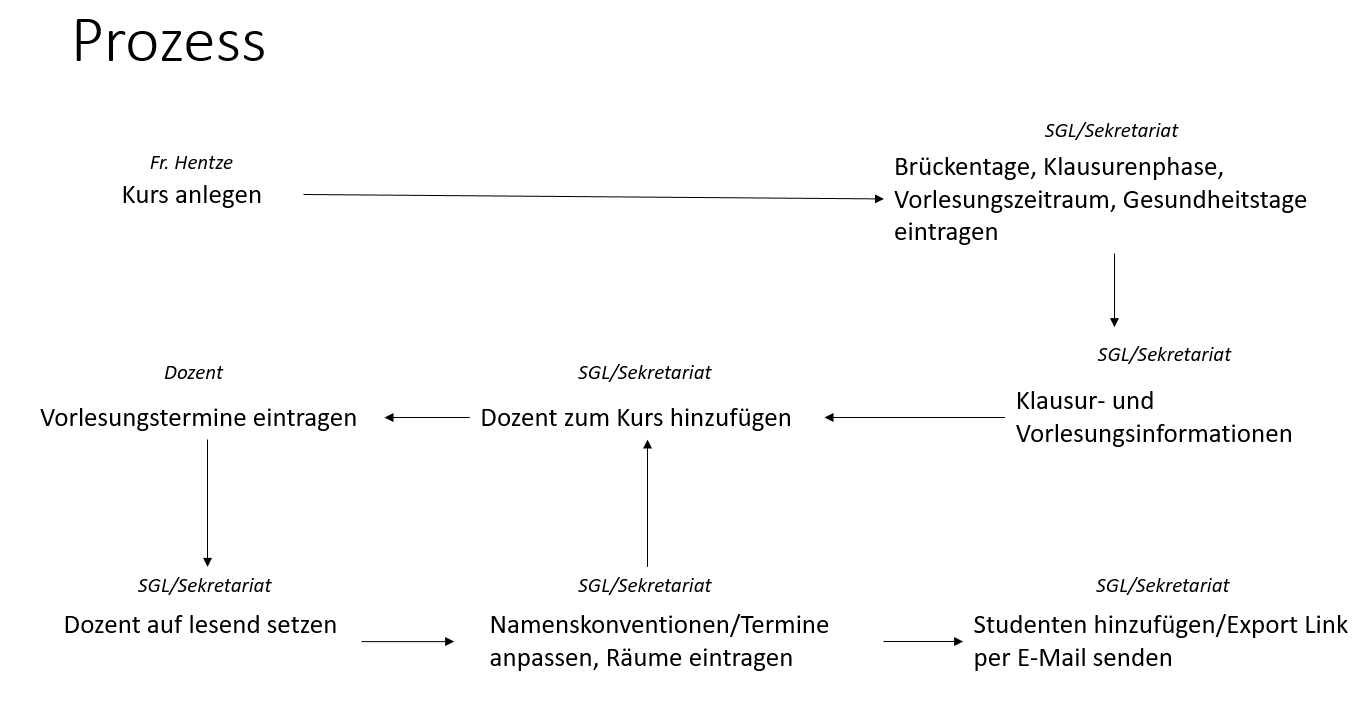 Prozess
Fr. Hentze
Kurs anlegen
SGL/Sekretariat
Brückentage, Klausurenphase,
Vorlesungszeitraum, Gesundheitstage
eintragen
SGL/Sekretariat
Klausur- und
Vorlesungsinformationen
SGL/Sekretariat
Dozent zum Kurs hinzufügen
Dozent
Vorlesungstermine eintragen
SGL/Sekretariat
Dozent auf lesend setzen
SGL/Sekretariat
Namenskonventionen/Termine
anpassen, Räume eintragen
SGL/Sekretariat
Studenten hinzufügen/Export Link
per E-Mail senden